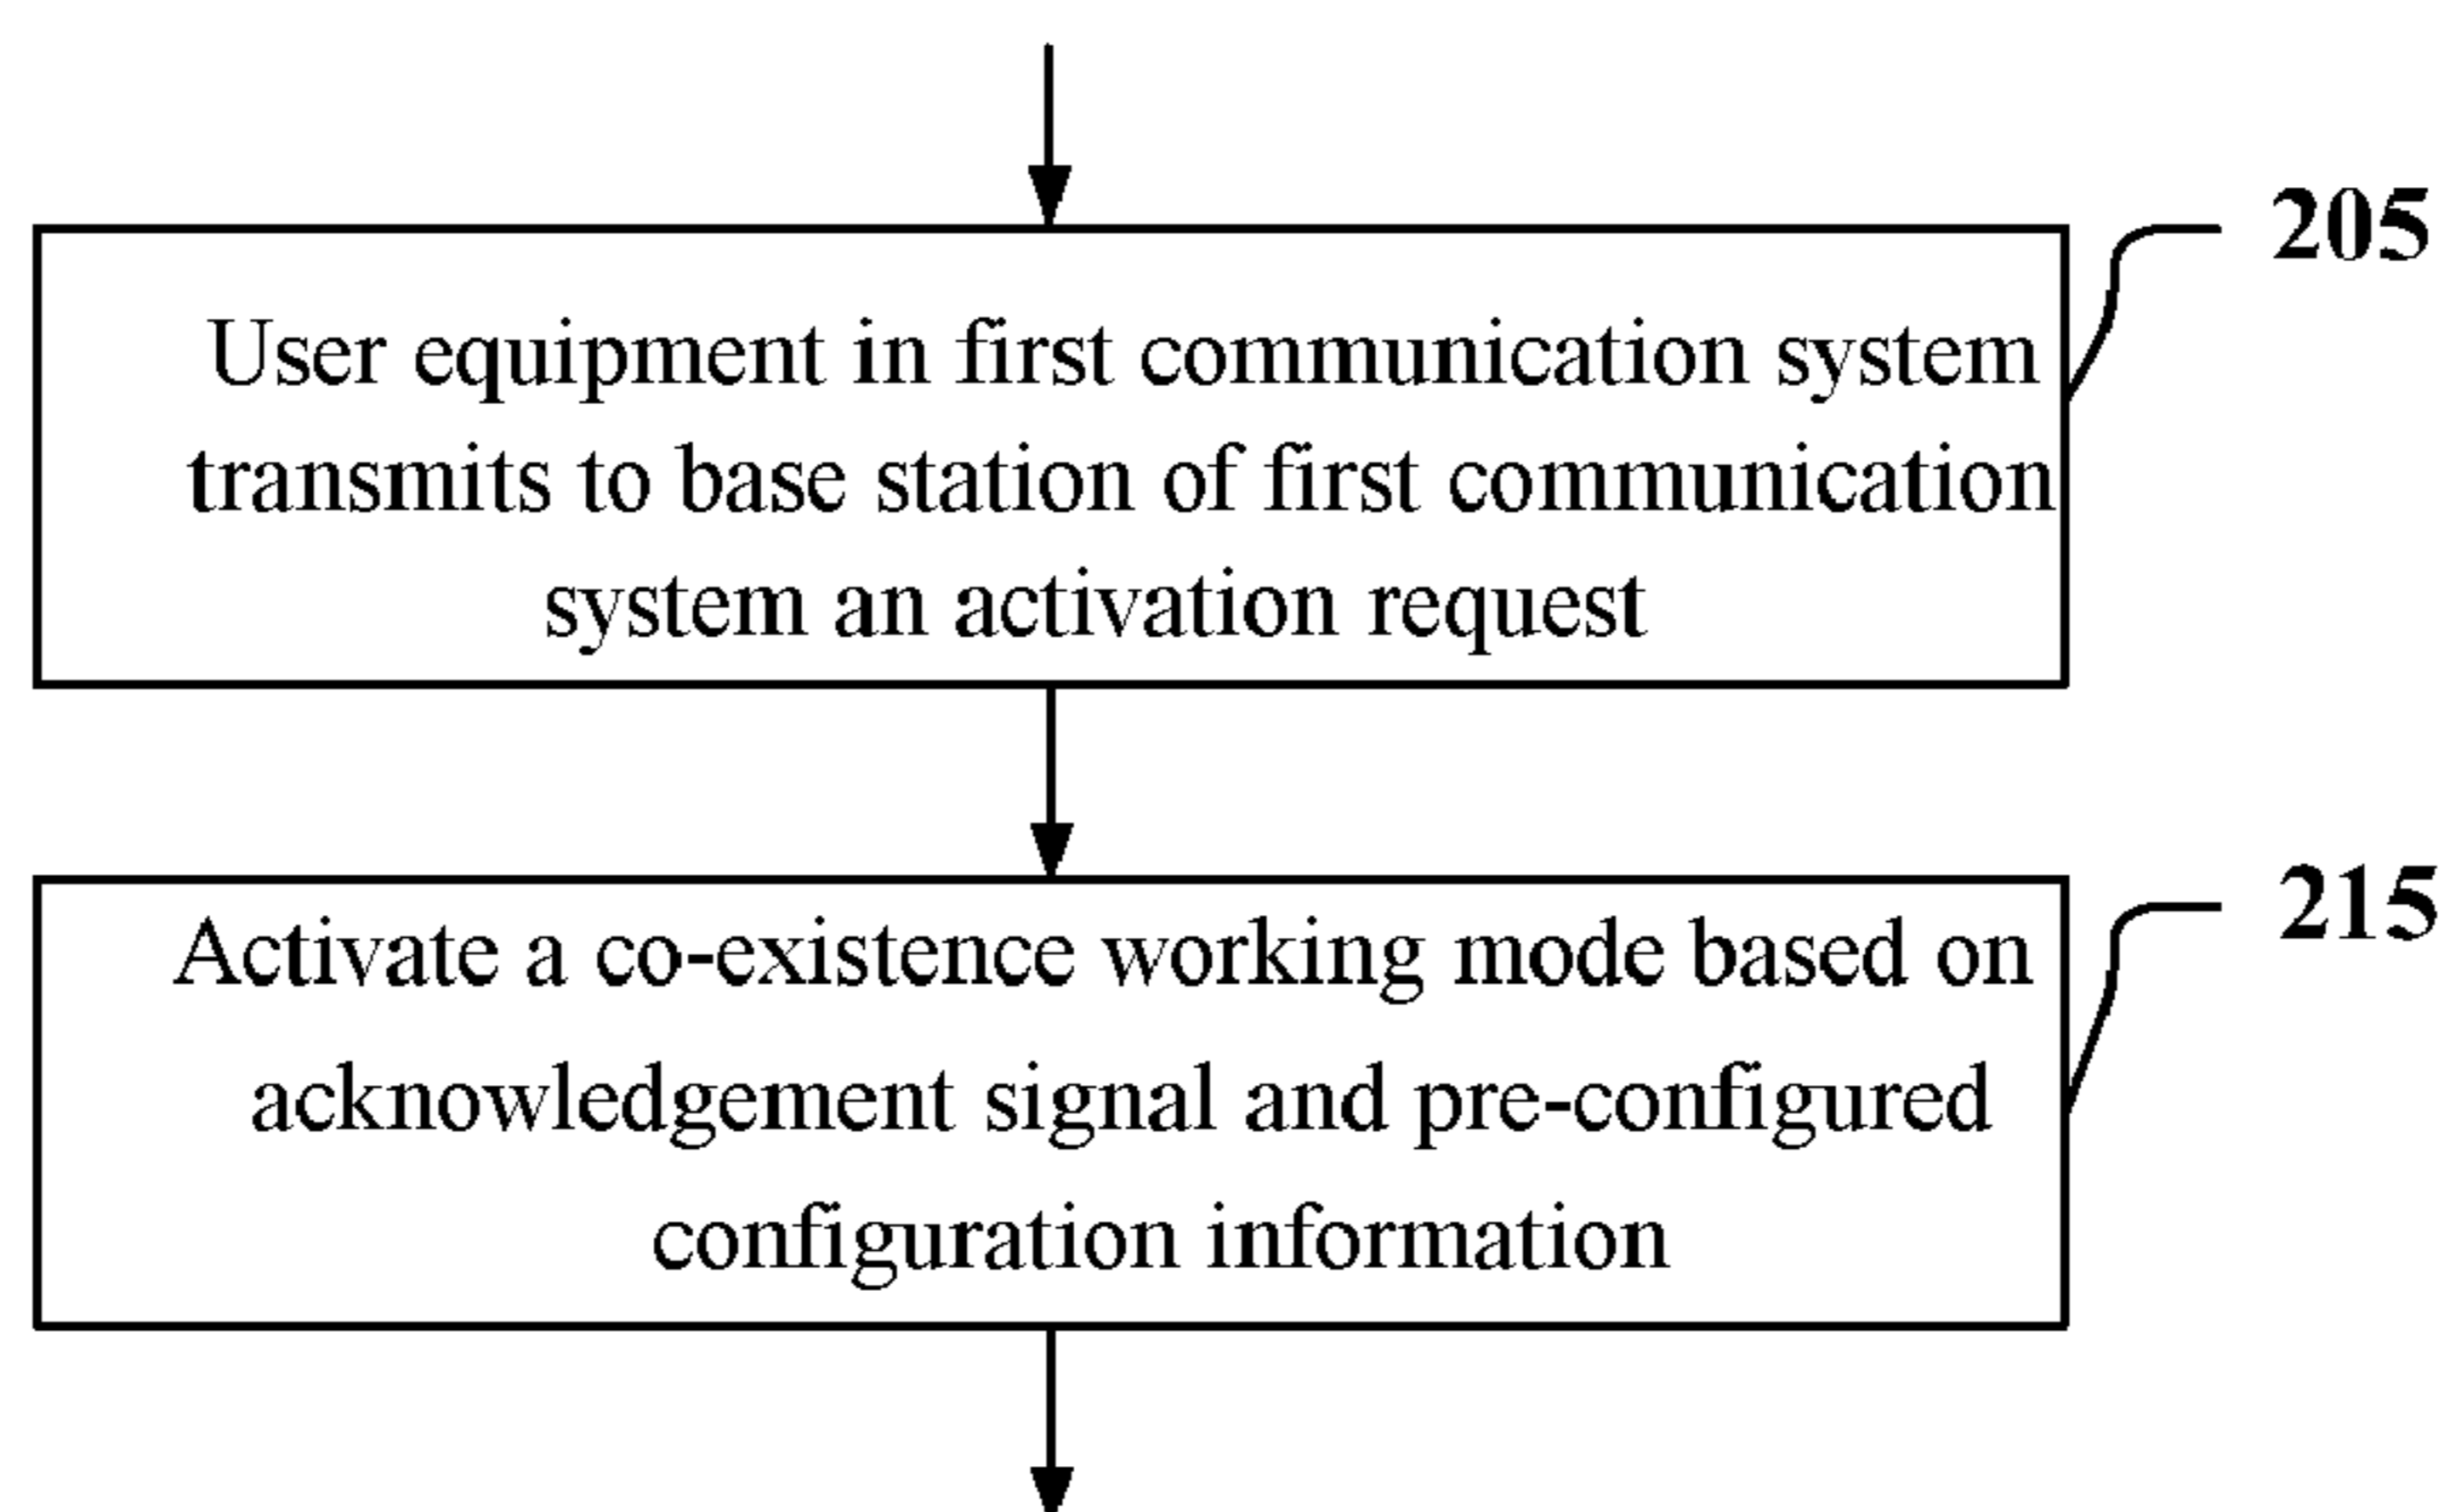 205
User equipment in first communication system
transmits to base station of first communication
system an activation request
215
Activate a co-existence working mode based on
acknowledgement signal and pre-configured
configuration information